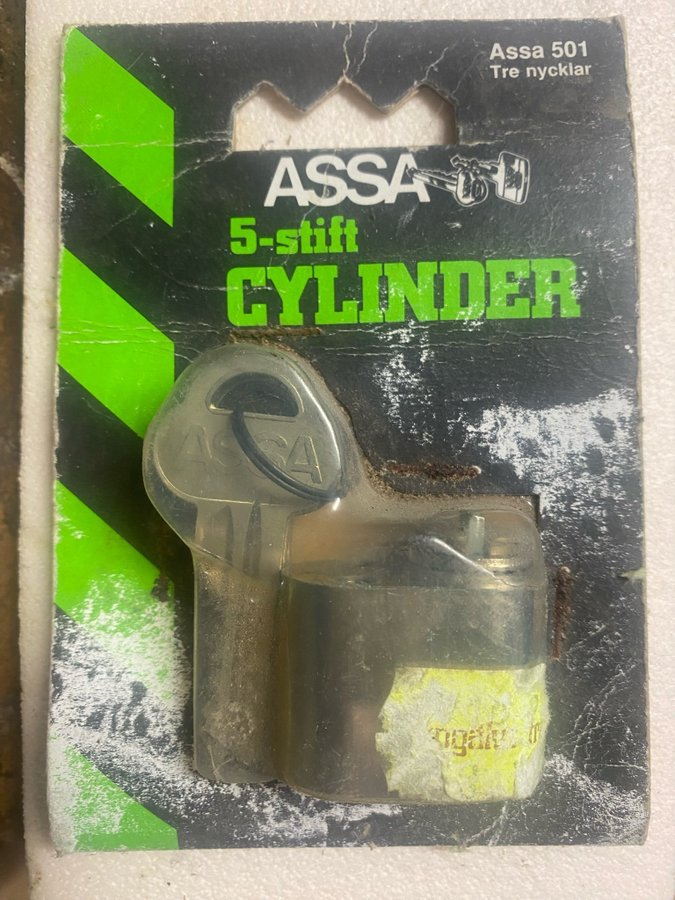 Assa 501
Tre nycklar
ASSA
5-stift
CYLINDER
ASSA